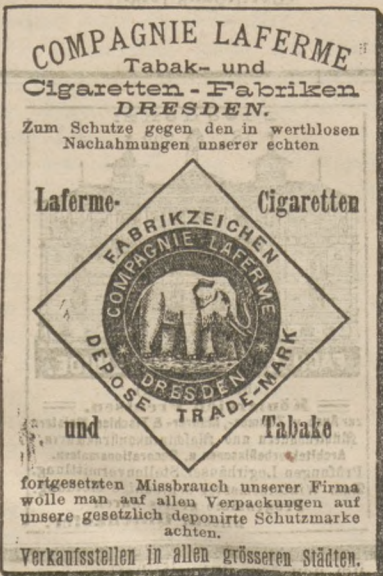 COMPAGNIE LAFERME
Tabak- und
Cigaretten-Fabriken
DRESDEN.
Zum Schutze gegen den in werthlosen
Nachahmungen unserer echten
Laferme- Cigaretten
FABRIKZEICHEN
COMPAGNIE LAFERME
DRESDEN
DEPOSE TRADE-MARK
und Tabake
fortgesetzten Missbrauch unserer Firma
wolle man auf allen Verpackungen auf
unsere gesetzlich deponirte Schutzmarke
achten.
Verkaufsstellen in allen grösseren Städten.